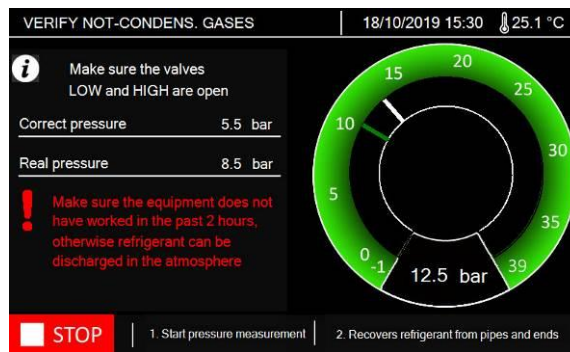 VERIFY NOT-CONDENS. GASES
18/10/2019 15:30
25.1 °C
i
Make sure the valves
LOW and HIGH are open
Correct pressure 5.5 bar
Real pressure 8.5 bar
! Make sure the equipment does not
have worked in the past 2 hours,
otherwise refrigerant can be
discharged in the atmosphere
-1
0
5
10
15
20
25
30
35
39
12.5 bar
STOP
1. Start pressure measurement
2. Recovers refrigerant from pipes and ends